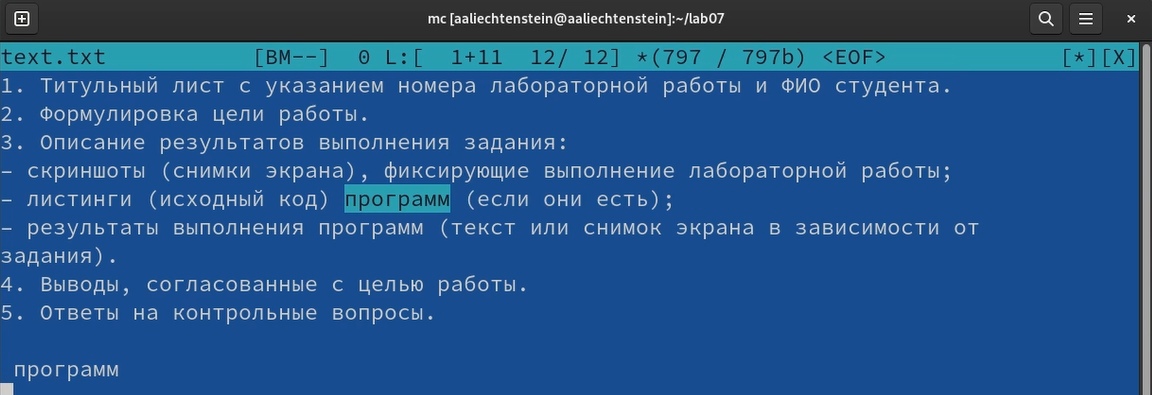 mc [aaliechtenstein@aaliechtenstein]:~/lab07
text.txt [BM--] 0 L:[ 1+11 12/ 12] *(797 / 797b) <EOF> [*][X]
1. Титульный лист с указанием номера лабораторной работы и ФИО студента.
2. Формулировка цели работы.
3. Описание результатов выполнения задания:
– скриншоты (снимки экрана), фиксирующие выполнение лабораторной работы;
– листинги (исходный код) программ (если они есть);
– результаты выполнения программ (текст или снимок экрана в зависимости от
задания).
4. Выводы, согласованные с целью работы.
5. Ответы на контрольные вопросы.
программ